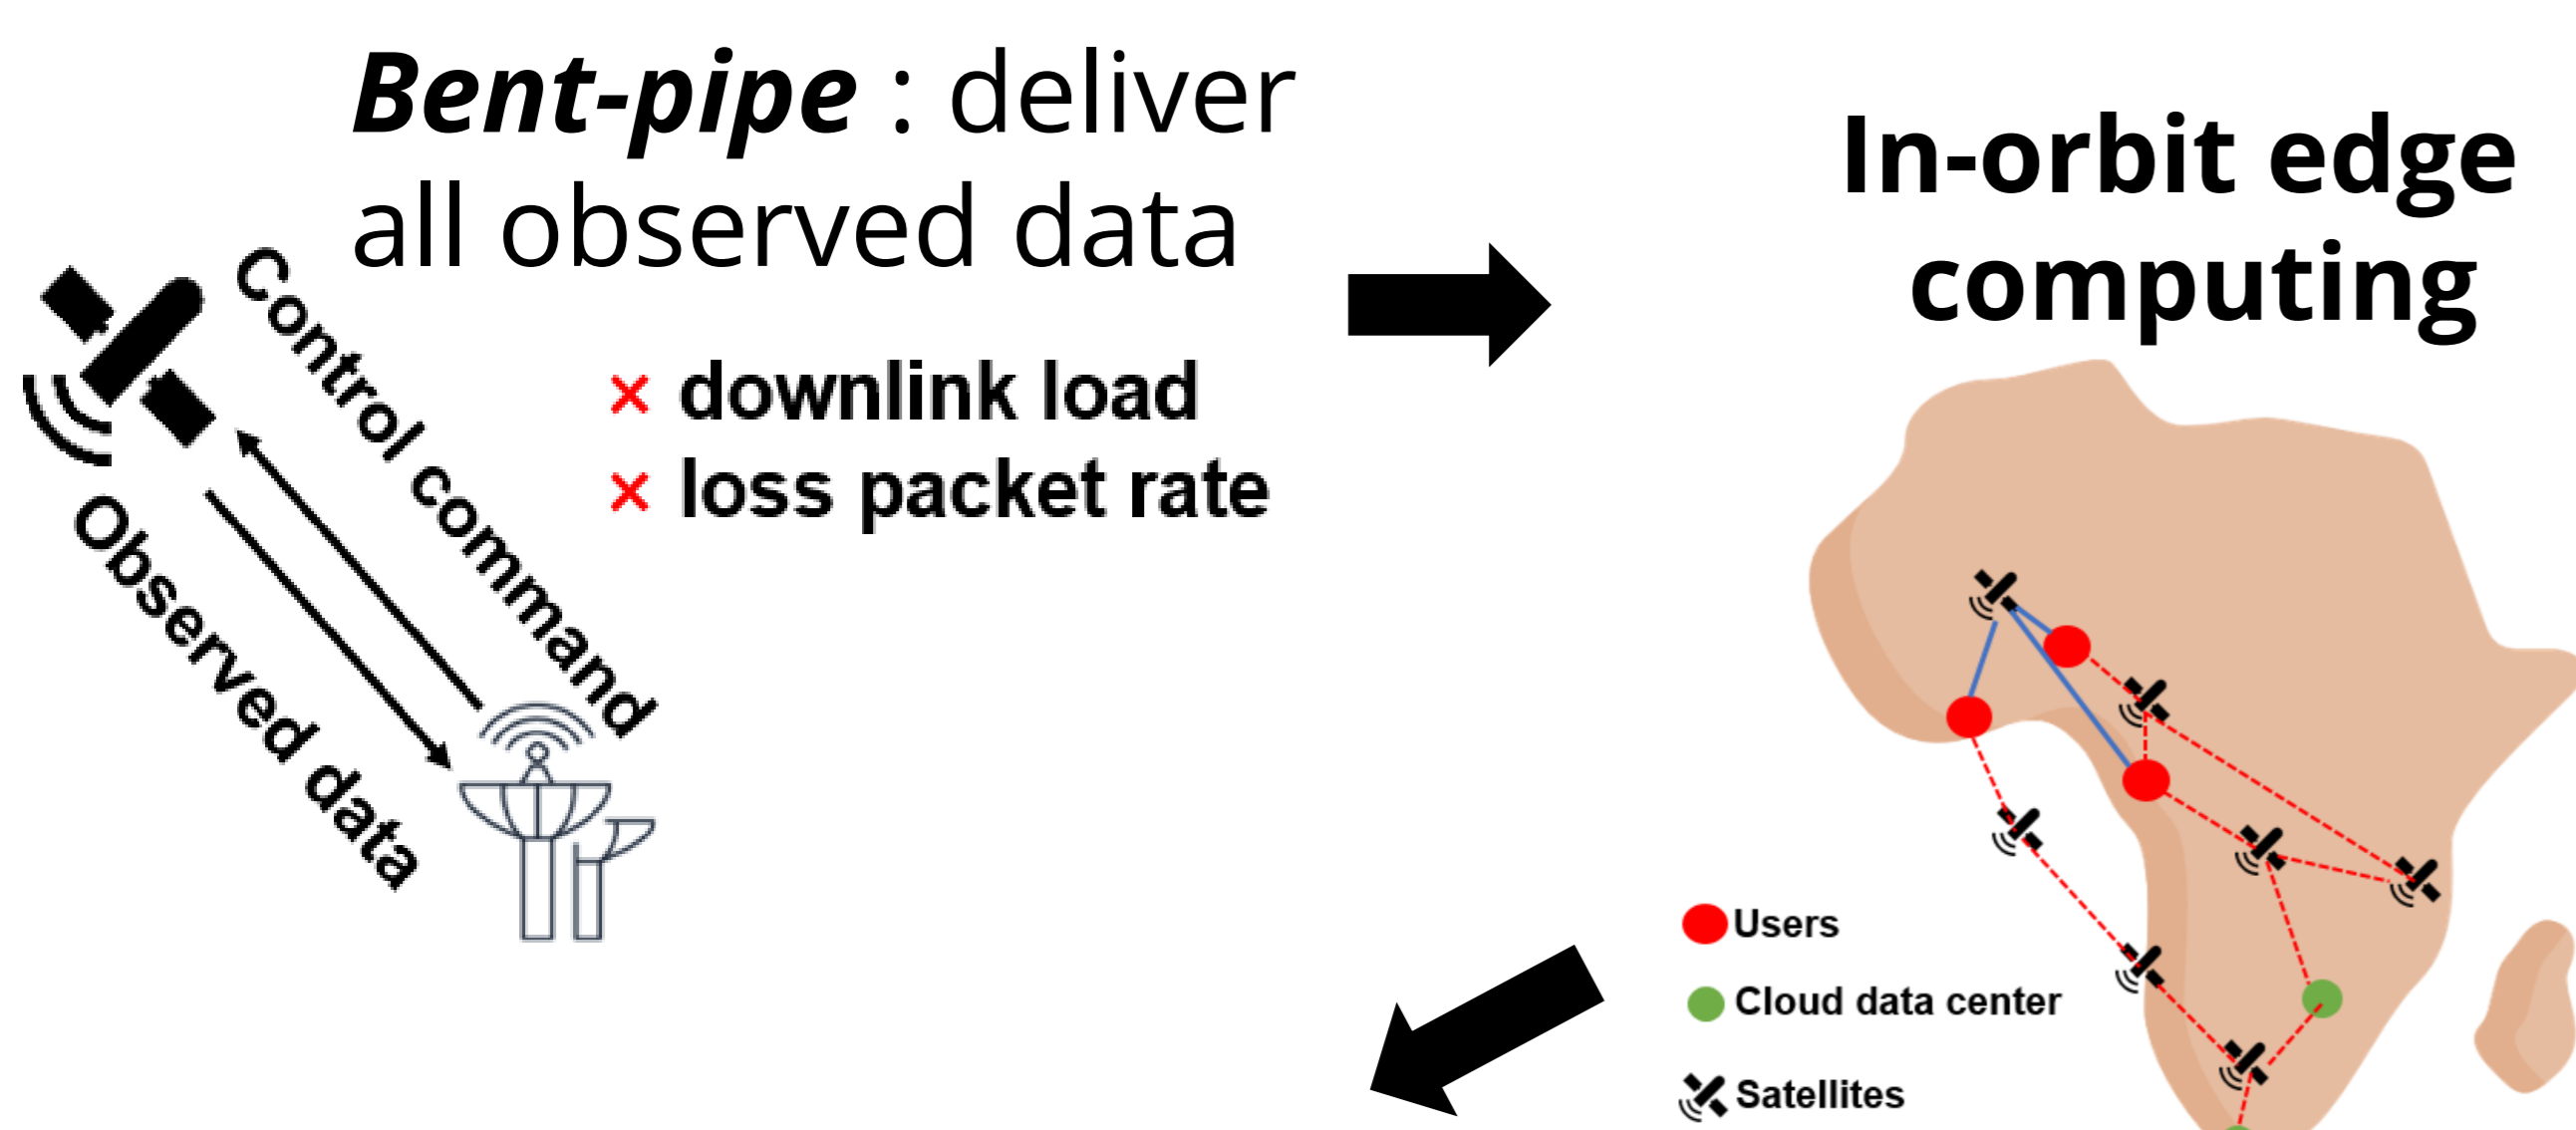 Bent-pipe : deliver
all observed data
Control command
Observed data
× downlink load
× loss packet rate
In-orbit edge
computing
Users
Cloud data center
Satellites